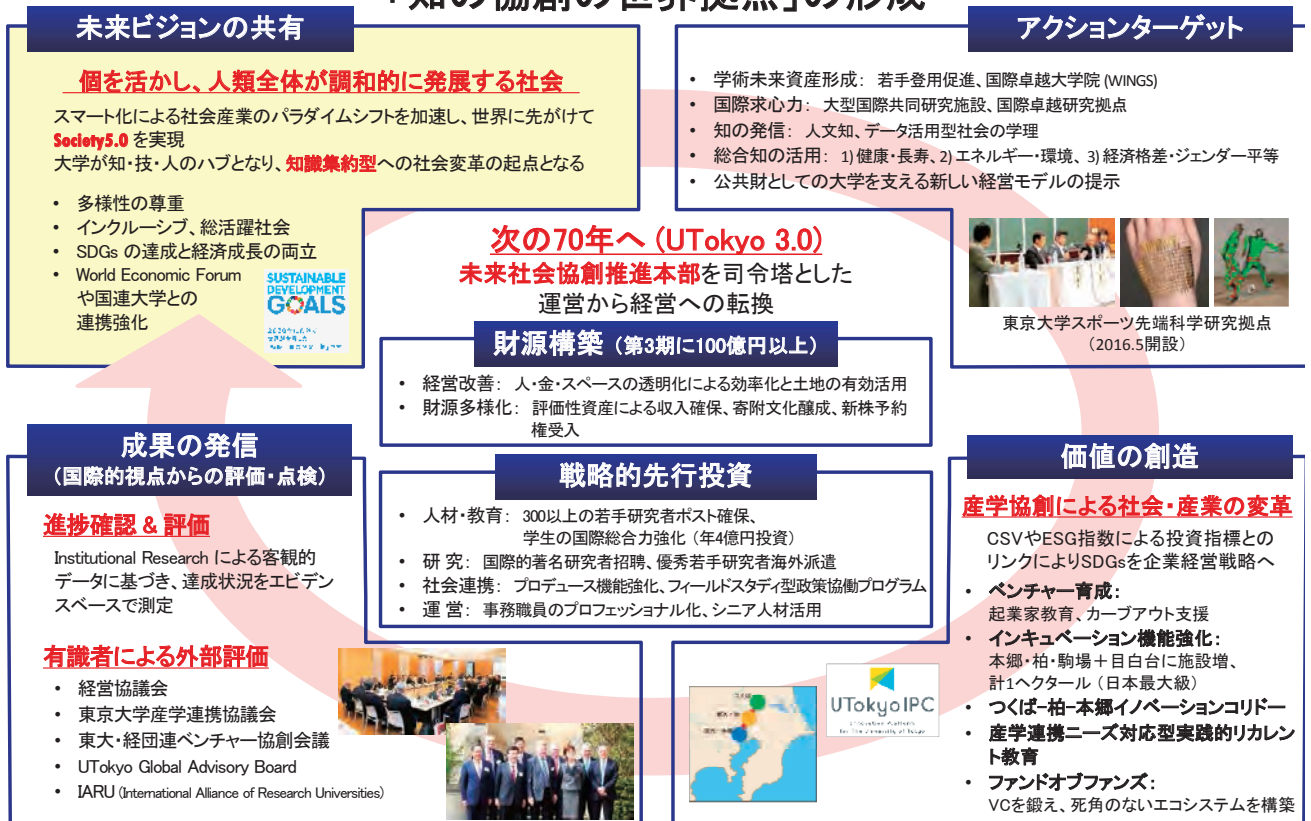 「知の協創の世界拠点」の形成
未来ビジョンの共有
個を活かし、人類全体が調和的に発展する社会
スマート化による社会産業のパラダイムシフトを加速し、世界に先がけて
Society5.0 を実現
大学が知・技・人のハブとなり、知識集約型への社会変革の起点となる
• 多様性の尊重
• インクルーシブ、総活躍社会
• SDGs の達成と経済成長の両立
• World Economic Forum
や国連大学との
連携強化
SUSTAINABLE
DEVELOPMENT
GOALS
アクションターゲット
• 学術未来資産形成: 若手登用促進、国際卓越大学院 (WINGS)
• 国際求心力: 大型国際共同研究施設、国際卓越研究拠点
• 知の発信: 人文知、データ活用型社会の学理
• 総合知の活用: 1) 健康・長寿、2) エネルギー・環境、3) 経済格差・ジェンダー平等
• 公共財としての大学を支える新しい経営モデルの提示
東京大学スポーツ先端科学研究拠点
(2016.5開設)
次の70年へ (UTokyo 3.0)
未来社会協創推進本部を司令塔とした
運営から経営への転換
財源構築 (第3期に100億円以上)
• 経営改善: 人・金・スペースの透明化による効率化と土地の有効活用
• 財源多様化: 評価性資産による収入確保、寄附文化醸成、新株予約
権受入
戦略的先行投資
• 人材・教育: 300以上の若手研究者ポスト確保、
学生の国際総合力強化 (年4億円投資)
• 研 究: 国際的著名研究者招聘、優秀若手研究者海外派遣
• 社会連携: プロデュース機能強化、フィールドスタディ型政策協働プログラム
• 運 営: 事務職員のプロフェッショナル化、シニア人材活用
成果の発信
(国際的視点からの評価・点検)
進捗確認 & 評価
Institutional Research による客観的
データに基づき、達成状況をエビデン
スベースで測定
有識者による外部評価
• 経営協議会
• 東京大学産学連携協議会
• 東大・経団連ベンチャー協創会議
• UTokyo Global Advisory Board
• IARU (International Alliance of Research Universities)
価値の創造
産学協創による社会・産業の変革
CSVやESG指数による投資指標との
リンクによりSDGsを企業経営戦略へ
• ベンチャー育成:
起業家教育、カーブアウト支援
• インキュベーション機能強化:
本郷・柏・駒場＋目白台に施設増、
計1ヘクタール (日本最大級)
• つくば-柏-本郷イノベーションコリドー
• 産学連携ニーズ対応型実践的リカレン
ト教育
• ファンドオブファンズ:
VCを鍛え、死角のないエコシステムを構築
UTokyo IPC
Innovation Platform
for The University of Tokyo